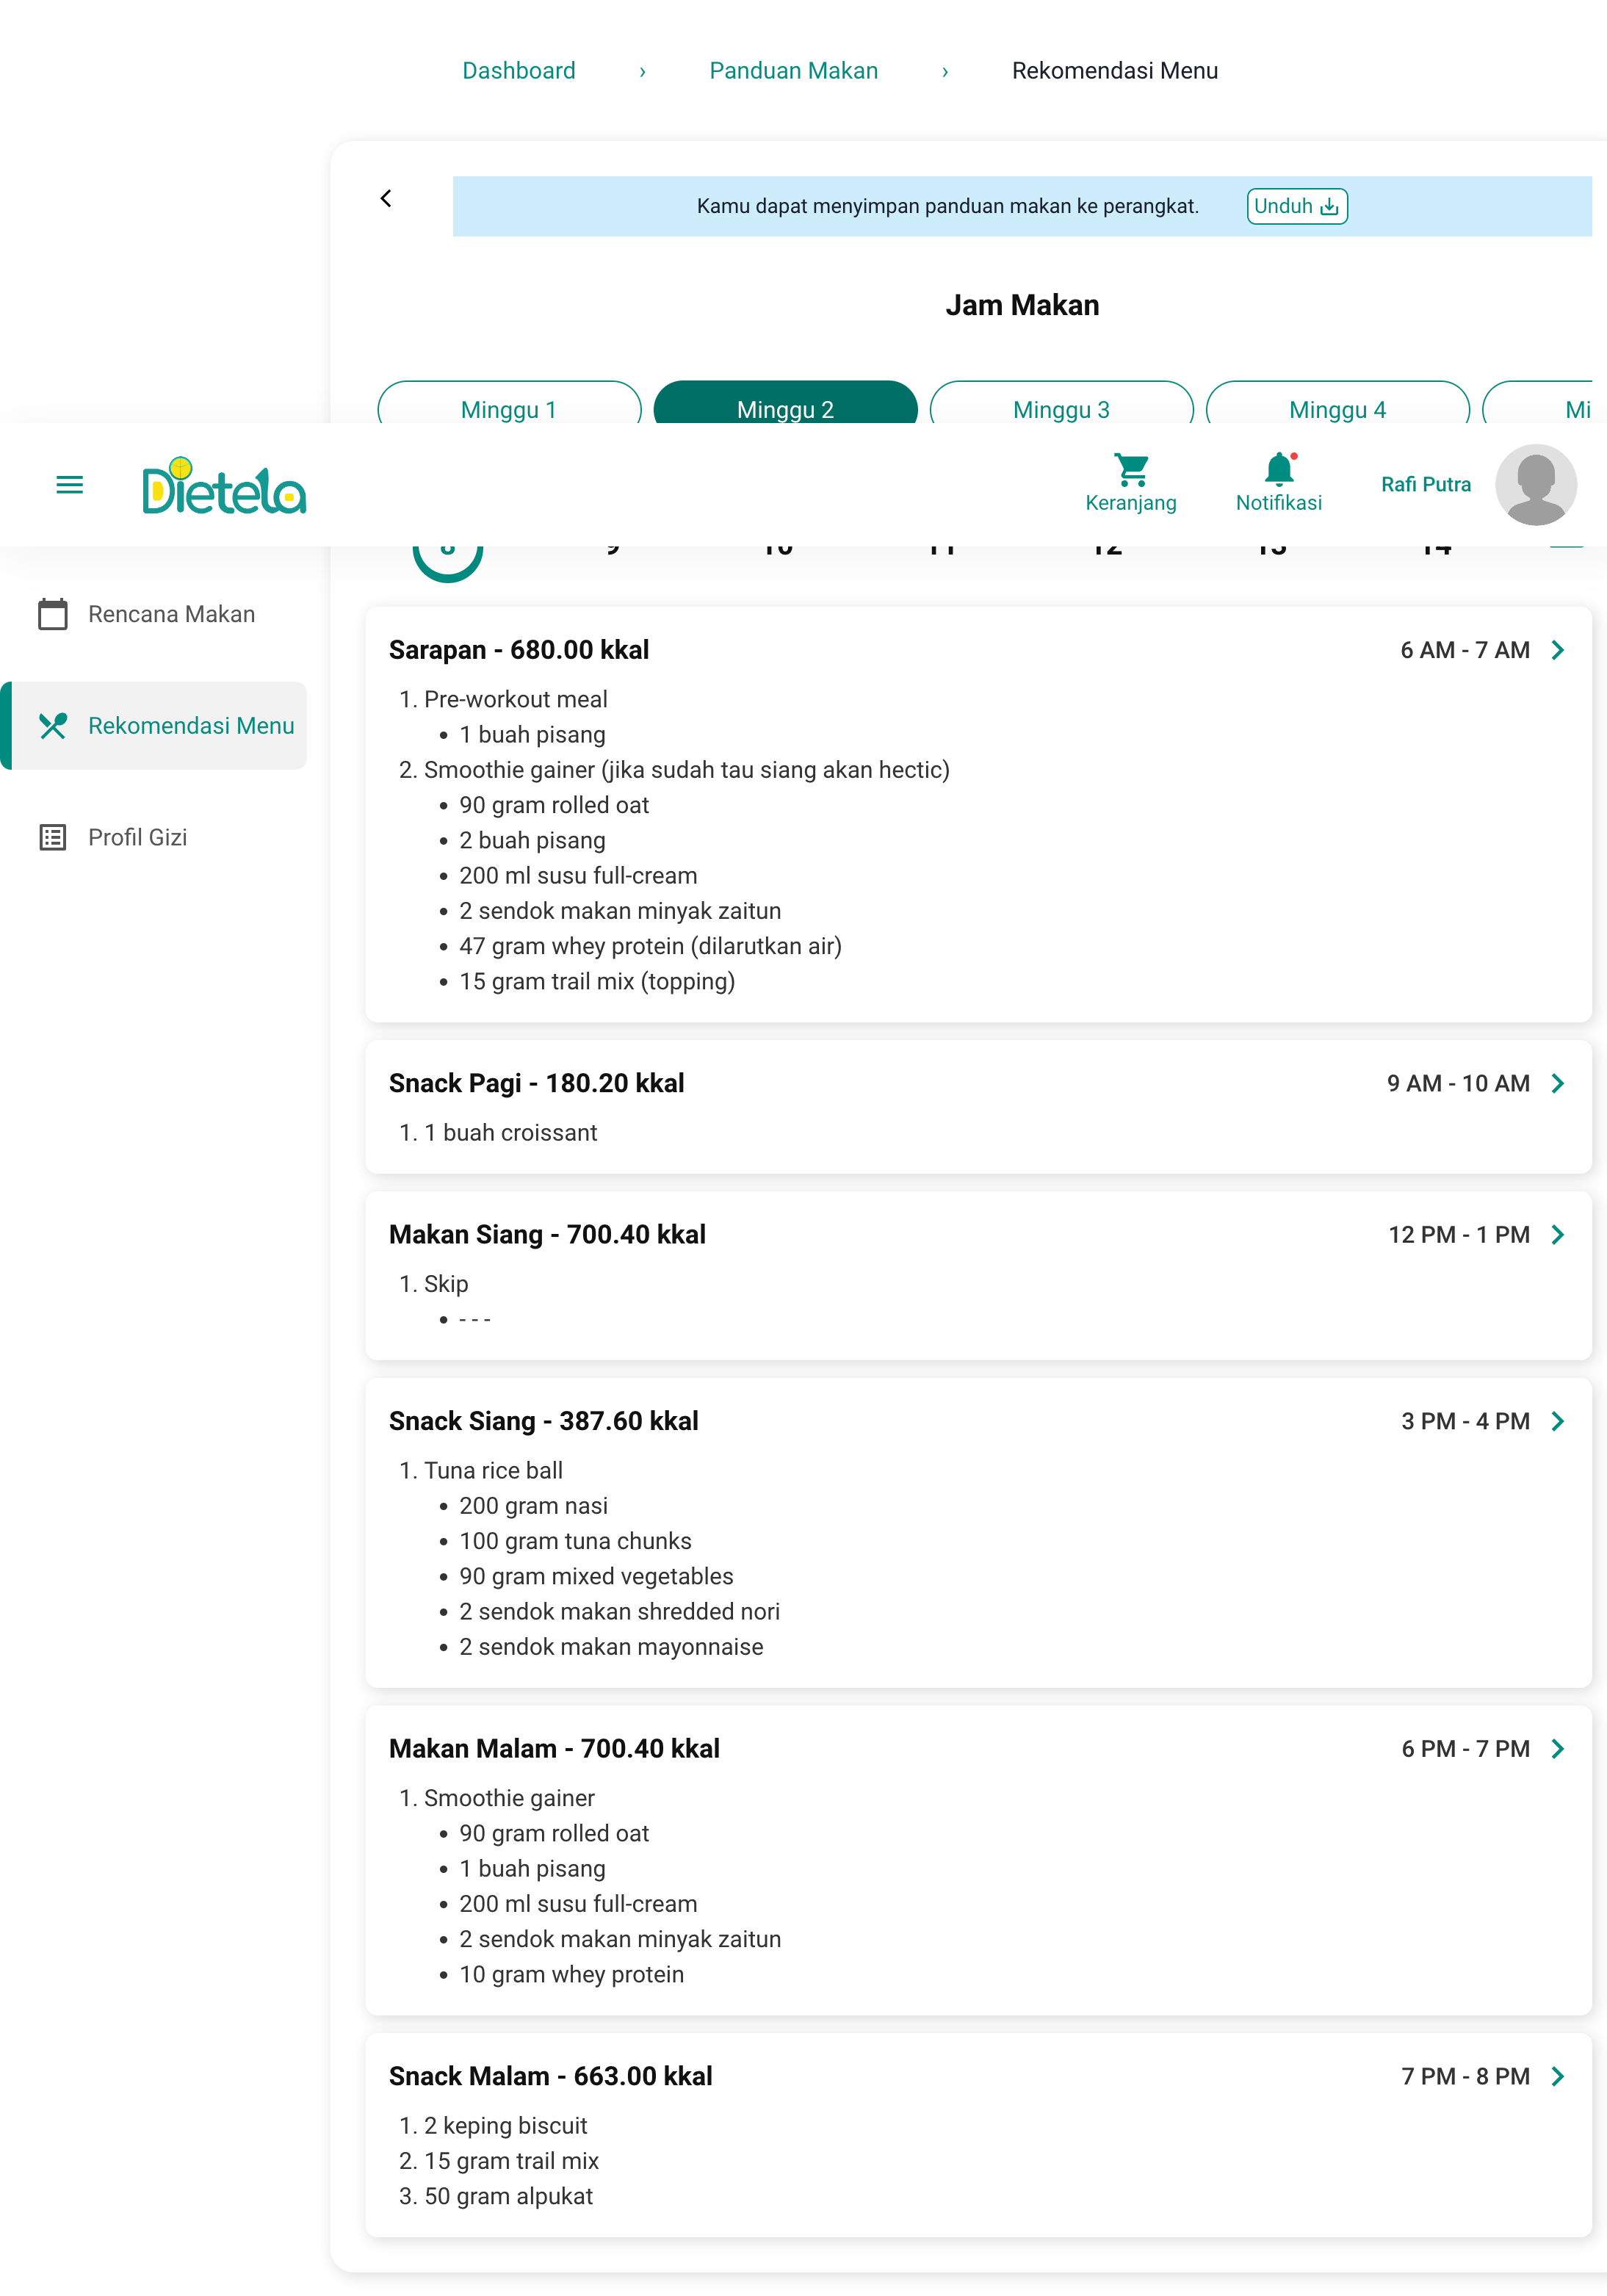 Dashboard › Panduan Makan › Rekomendasi Menu
Kamu dapat menyimpan panduan makan ke perangkat. Unduh
Jam Makan
Minggu 1 Minggu 2 Minggu 3 Minggu 4 Mi
Dietela
Keranjang Notifikasi Rafi Putra
8 9 10 11 12 13 14
Rencana Makan
Rekomendasi Menu
Profil Gizi
Sarapan - 680.00 kkal 6 AM - 7 AM
1. Pre-workout meal
• 1 buah pisang
2. Smoothie gainer (jika sudah tau siang akan hectic)
• 90 gram rolled oat
• 2 buah pisang
• 200 ml susu full-cream
• 2 sendok makan minyak zaitun
• 47 gram whey protein (dilarutkan air)
• 15 gram trail mix (topping)
Snack Pagi - 180.20 kkal 9 AM - 10 AM
1. 1 buah croissant
Makan Siang - 700.40 kkal 12 PM - 1 PM
1. Skip
• - - -
Snack Siang - 387.60 kkal 3 PM - 4 PM
1. Tuna rice ball
• 200 gram nasi
• 100 gram tuna chunks
• 90 gram mixed vegetables
• 2 sendok makan shredded nori
• 2 sendok makan mayonnaise
Makan Malam - 700.40 kkal 6 PM - 7 PM
1. Smoothie gainer
• 90 gram rolled oat
• 1 buah pisang
• 200 ml susu full-cream
• 2 sendok makan minyak zaitun
• 10 gram whey protein
Snack Malam - 663.00 kkal 7 PM - 8 PM
1. 2 keping biscuit
2. 15 gram trail mix
3. 50 gram alpukat